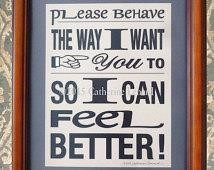 PLEASE BEHAVE
THE WAY I WANT
You TO
SO I CAN
FEEL
BETTER!